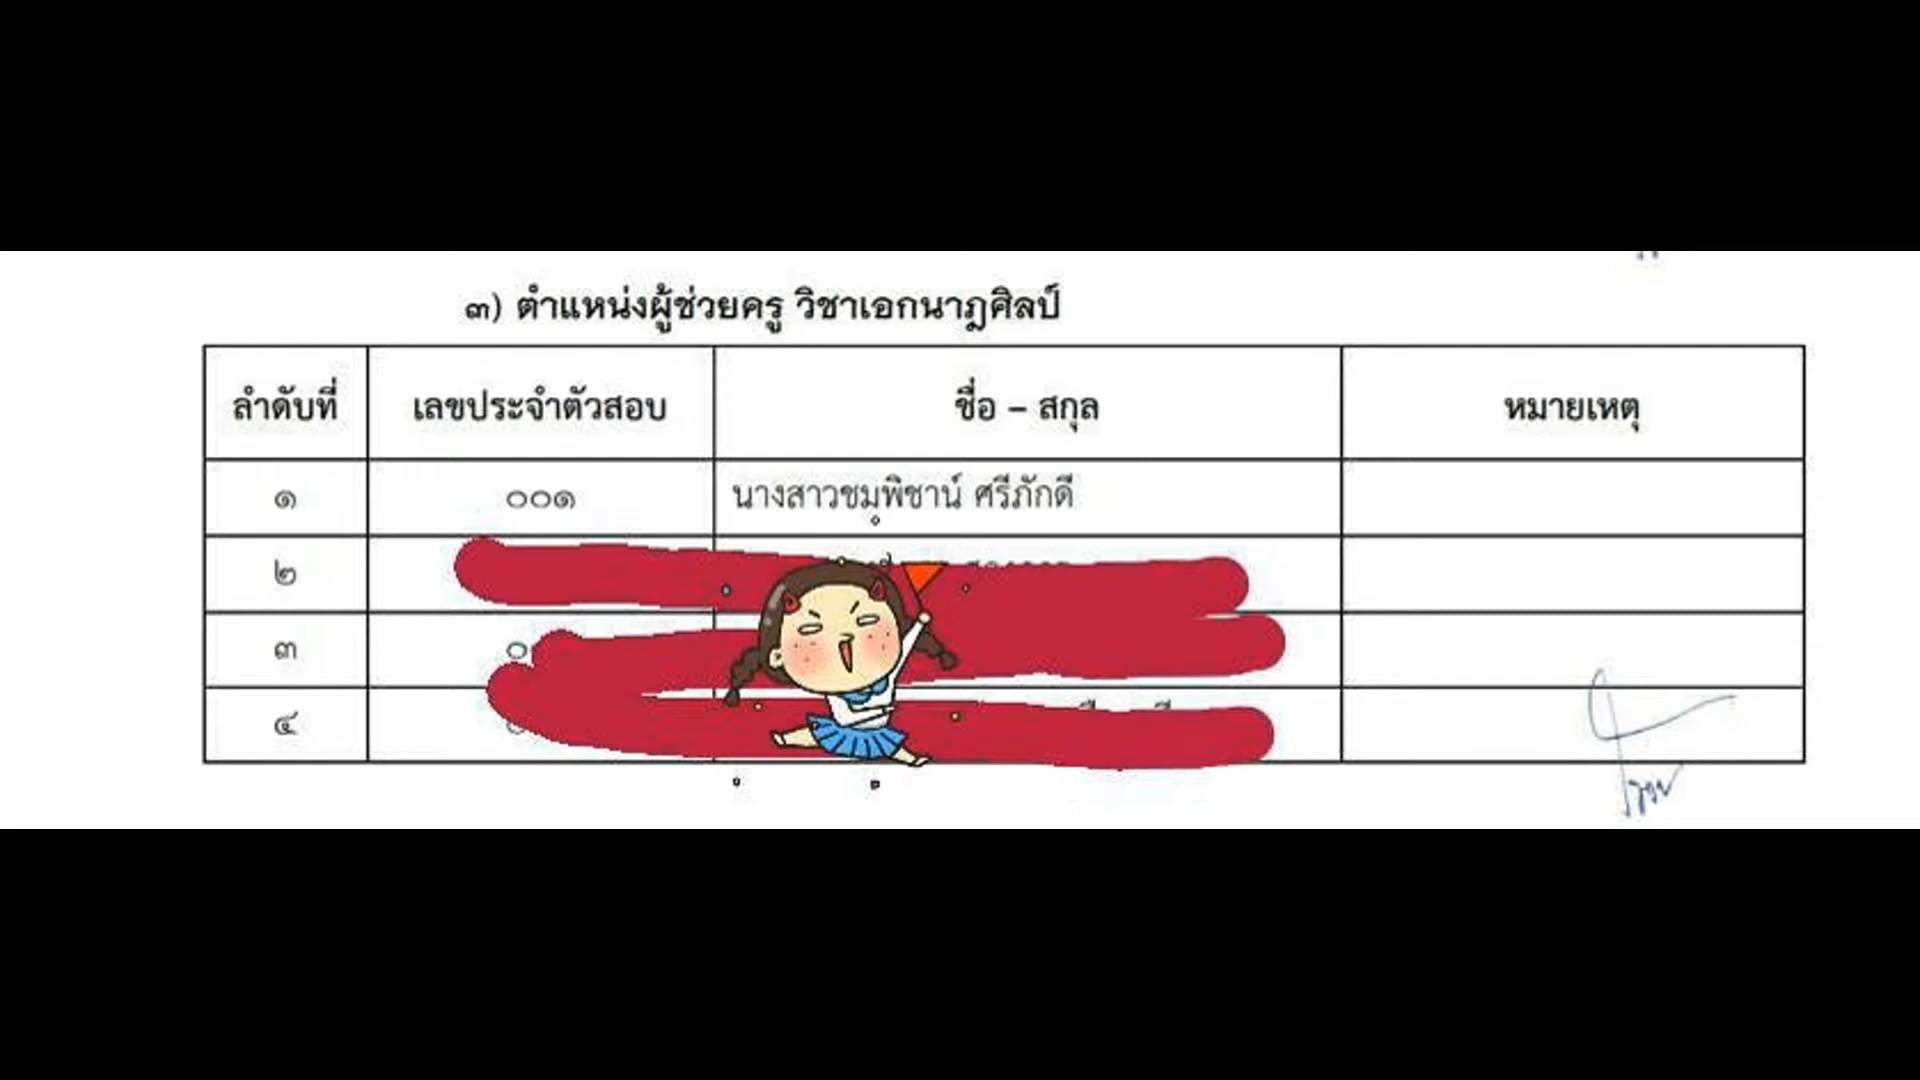 ๓) ตำแหน่งผู้ช่วยครู วิชาเอกนาฎศิลป์
ลำดับที่ เลขประจำตัวสอบ ชื่อ – สกุล หมายเหตุ
๑ ๐๐๑ นางสาวชมุพิชาน์ ศรีภักดี
๒
๓ ๐
๔